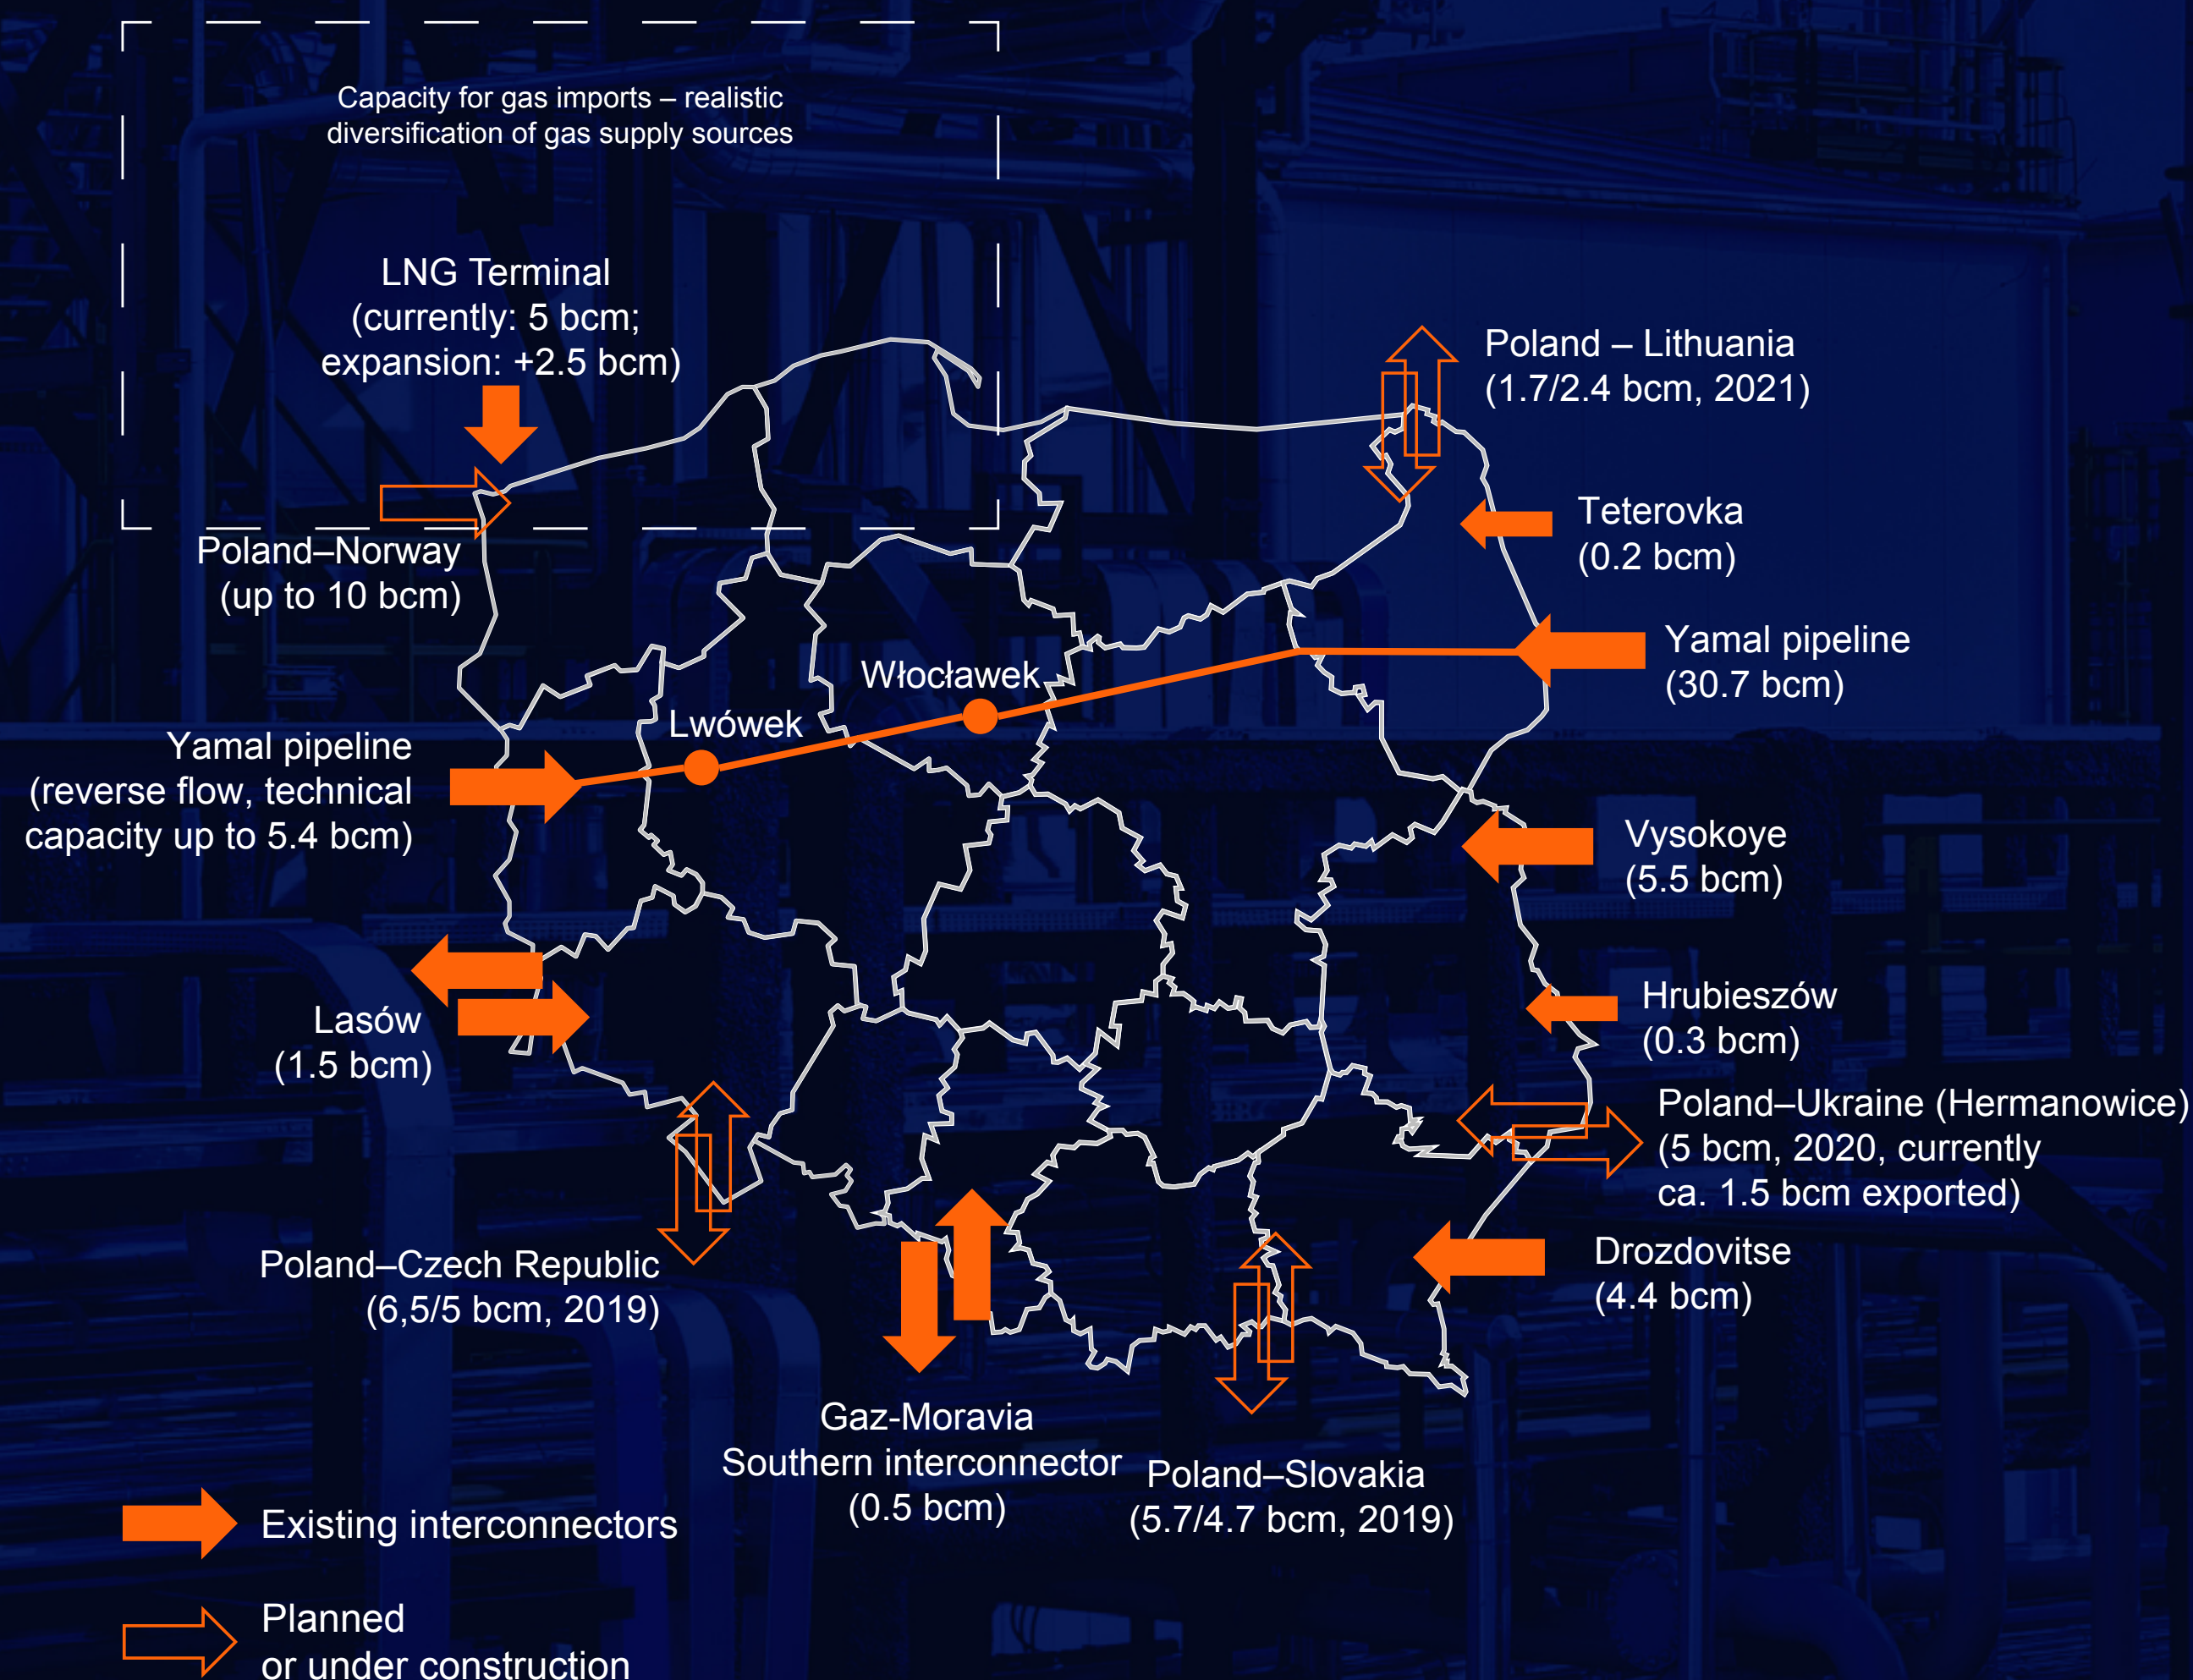 Capacity for gas imports – realistic
diversification of gas supply sources
LNG Terminal
(currently: 5 bcm;
expansion: +2.5 bcm)
Poland – Lithuania
(1.7/2.4 bcm, 2021)
Teterovka
(0.2 bcm)
Poland–Norway
(up to 10 bcm)
Yamal pipeline
(30.7 bcm)
Włocławek
Lwówek
Yamal pipeline
(reverse flow, technical
capacity up to 5.4 bcm)
Vysokoye
(5.5 bcm)
Lasów
(1.5 bcm)
Hrubieszów
(0.3 bcm)
Poland–Ukraine (Hermanowice)
(5 bcm, 2020, currently
ca. 1.5 bcm exported)
Drozdovitse
(4.4 bcm)
Poland–Czech Republic
(6,5/5 bcm, 2019)
Gaz-Moravia
Southern interconnector
(0.5 bcm)
Poland–Slovakia
(5.7/4.7 bcm, 2019)
Existing interconnectors
Planned
or under construction